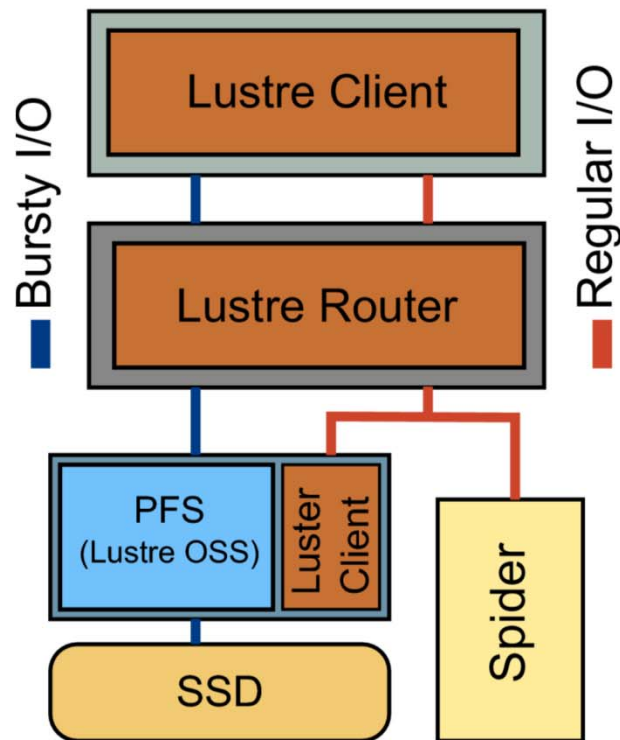 Lustre Client
Bursty I/O
Regular I/O
Lustre Router
PFS
(Lustre OSS)
Luster
Client
Spider
SSD